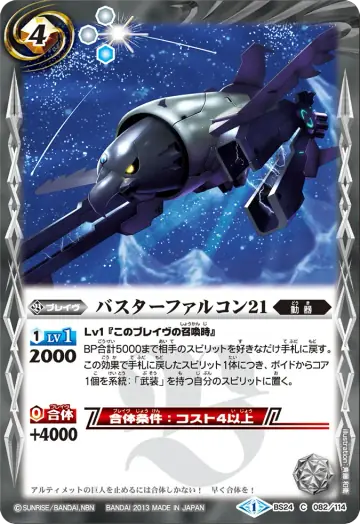 4
ブレイヴ
バスターファルコン21
どうき
動器
1 LV1
2000
Lv1『このブレイヴの召喚時』
BP合計5000まで相手のスピリットを好きなだけ手札に戻す。
この効果で手札に戻したスピリット1体につき、ボイドからコア
1個を系統:「武装」を持つ自分のスピリットに置く。
0 合体
+4000
合体条件:コスト4以上
アルティメットの巨人を止めるには合体しかない! 早く合体を!
©SUNRISE/BANDAI,NBN BANDAI 2013 MADE IN JAPAN 1 BS24 C 082/114